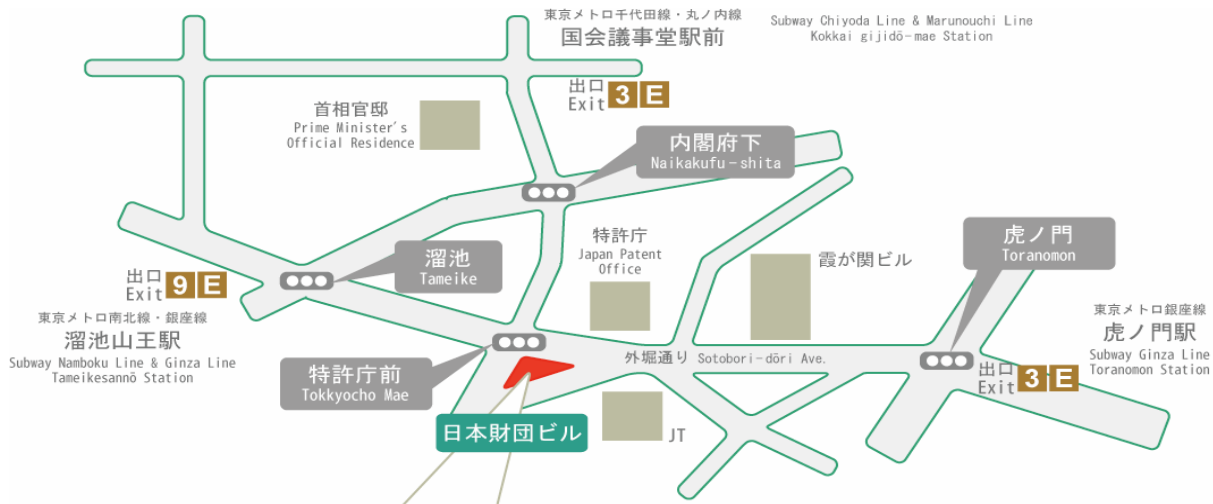 東京メトロ千代田線・丸ノ内線
国会議事堂駅前
Subway Chiyoda Line & Marunouchi Line
Kokkai gijidō-mae Station
出口
Exit 3 E
首相官邸
Prime Minister's
Official Residence
内閣府下
Naikakufu-shita
特許庁
Japan Patent
Office
溜池
Tameike
虎ノ門
Toranomon
霞が関ビル
出口
Exit 9 E
東京メトロ南北線・銀座線
溜池山王駅
Subway Namboku Line & Ginza Line
Tameikesannō Station
東京メトロ銀座線
虎ノ門駅
Subway Ginza Line
Toranomon Station
外堀通り Sotobori-dōri Ave.
出口
Exit 3 E
特許庁前
Tokkyocho Mae
日本財団ビル
JT